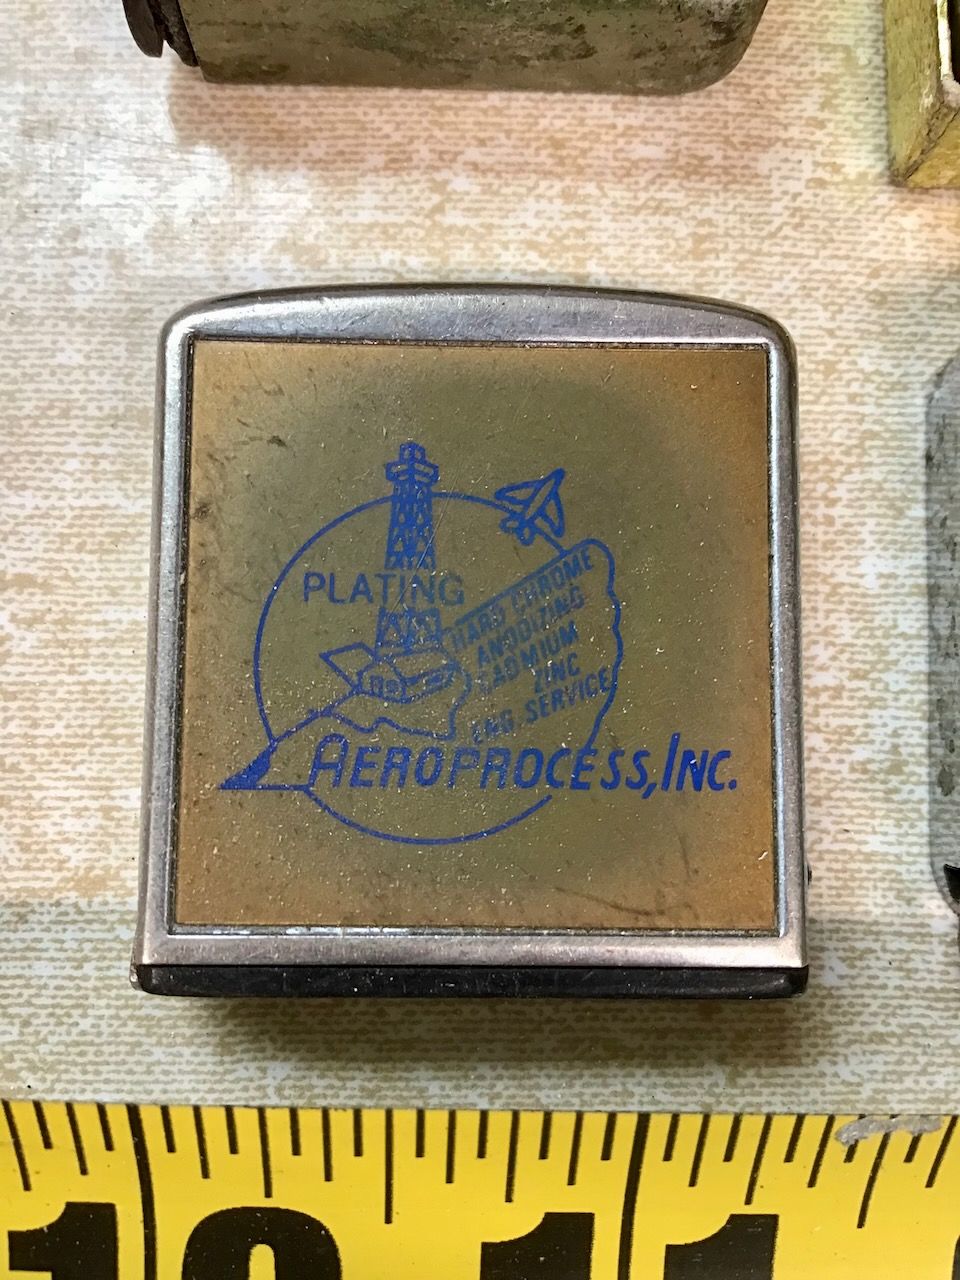 PLATING
HARD CHROME
ANODIZING
CADMIUM
ZINC
ENG. SERVICE
AEROPROCESS, INC.
10 11